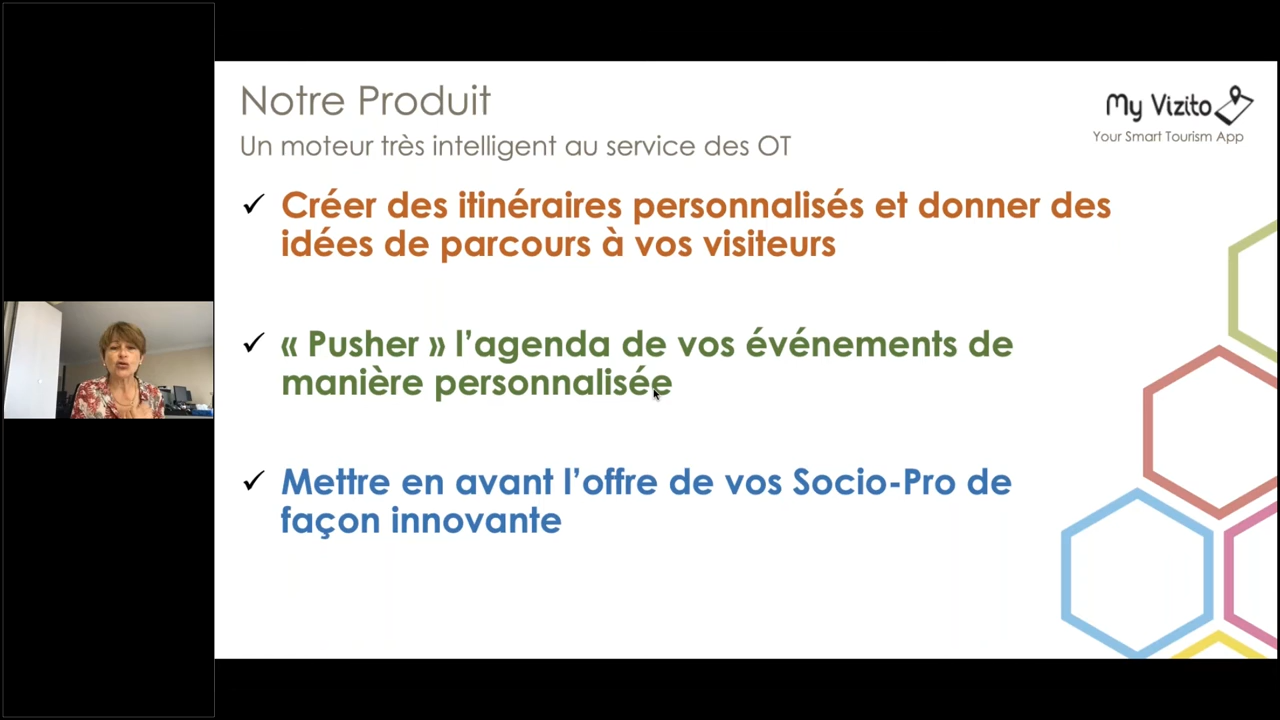 Notre Produit
My Vizito
Your Smart Tourism App
Un moteur très intelligent au service des OT
Créer des itinéraires personnalisés et donner des
idées de parcours à vos visiteurs
« Pusher » l’agenda de vos événements de
manière personnalisée
Mettre en avant l’offre de vos Socio-Pro de
façon innovante